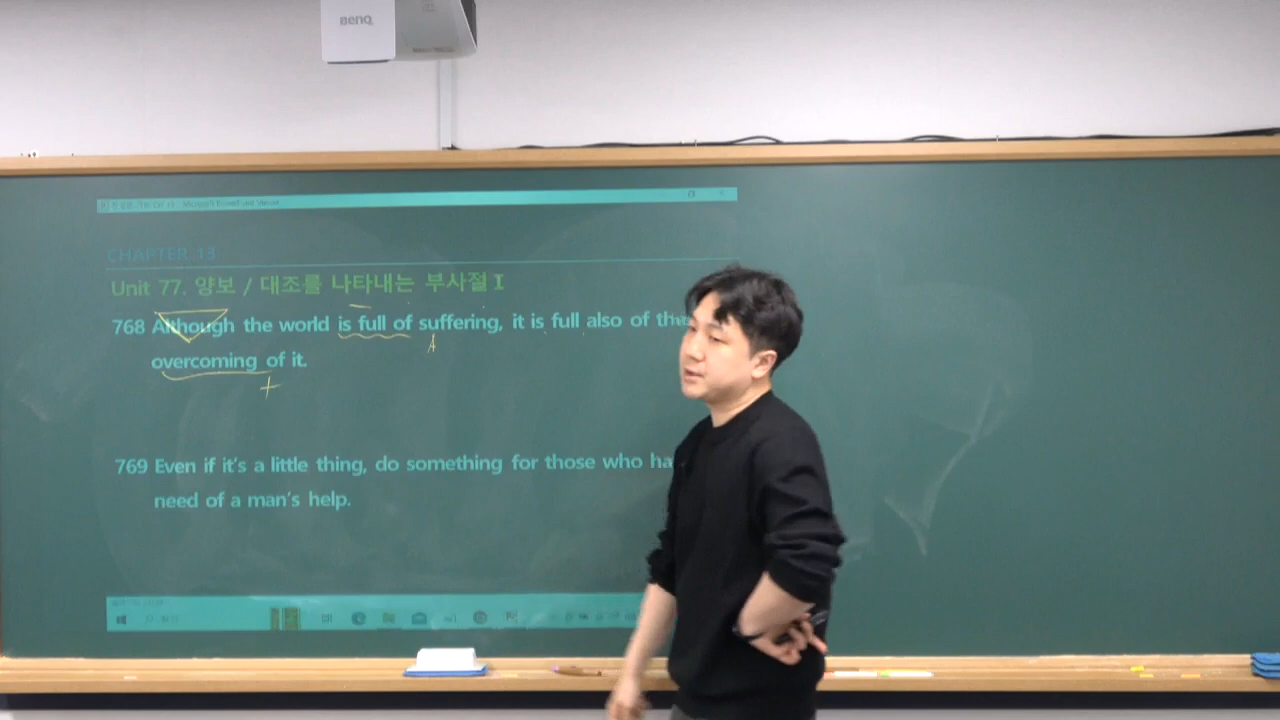 BenQ
CHAPTER 13
Unit 77. 양보 / 대조를 나타내는 부사절 I
768 Although the world is full of suffering, it is full also of the
overcoming of it.
769 Even if it's a little thing, do something for those who ha
need of a man's help.